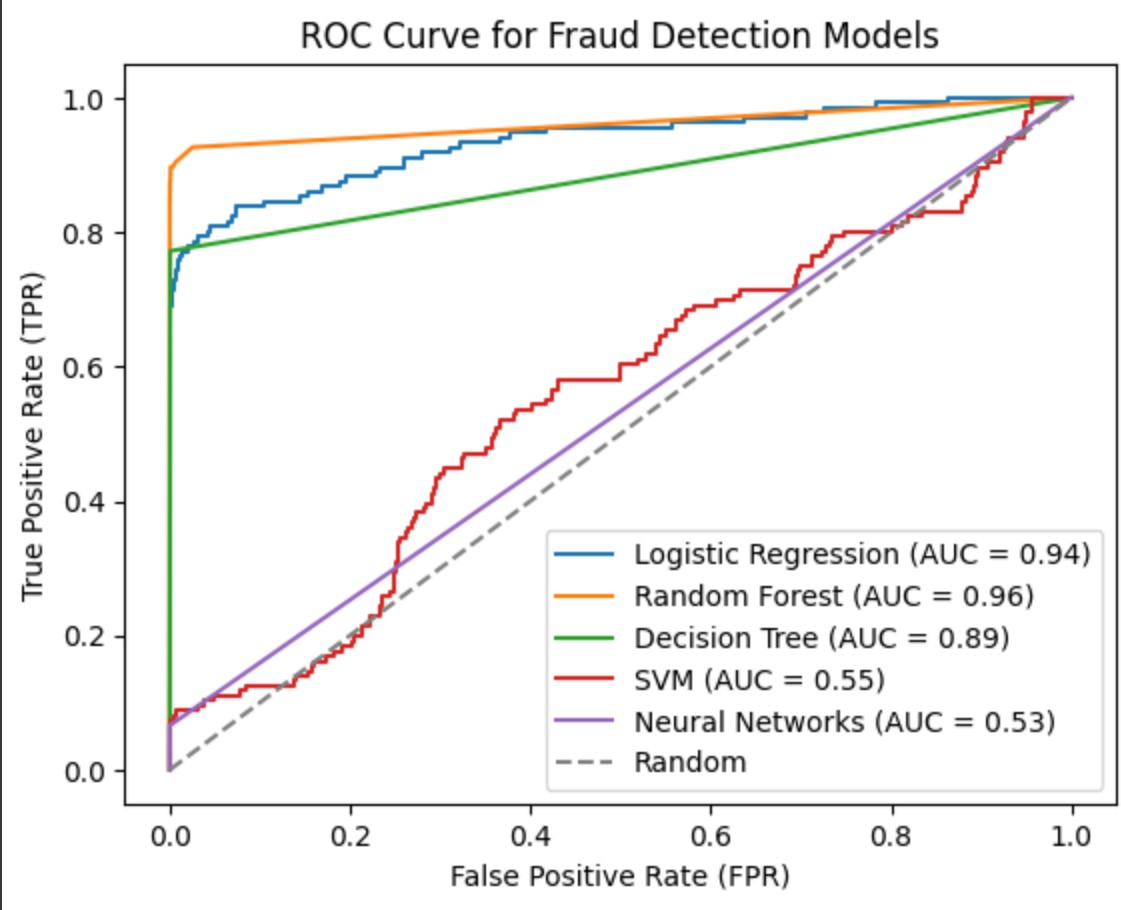 ROC Curve for Fraud Detection Models
True Positive Rate (TPR)
1.0
0.8
0.6
0.4
0.2
0.0
Logistic Regression (AUC = 0.94)
Random Forest (AUC = 0.96)
Decision Tree (AUC = 0.89)
SVM (AUC = 0.55)
Neural Networks (AUC = 0.53)
Random
0.0 0.2 0.4 0.6 0.8 1.0
False Positive Rate (FPR)